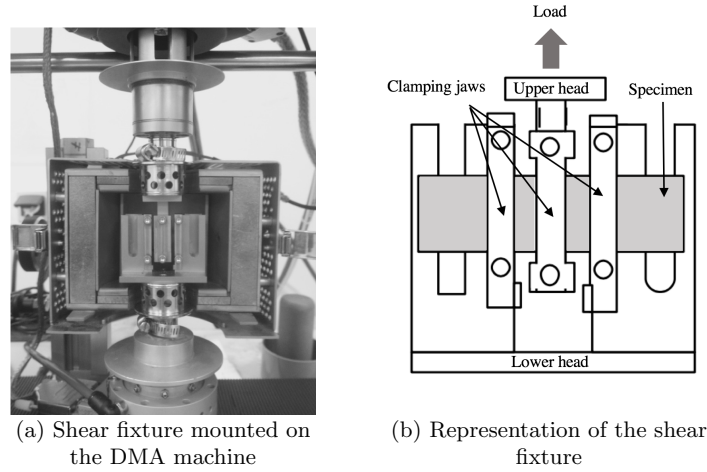 Load
Clamping jaws
Upper head
Specimen
Lower head
(a) Shear fixture mounted on
the DMA machine
(b) Representation of the shear
fixture